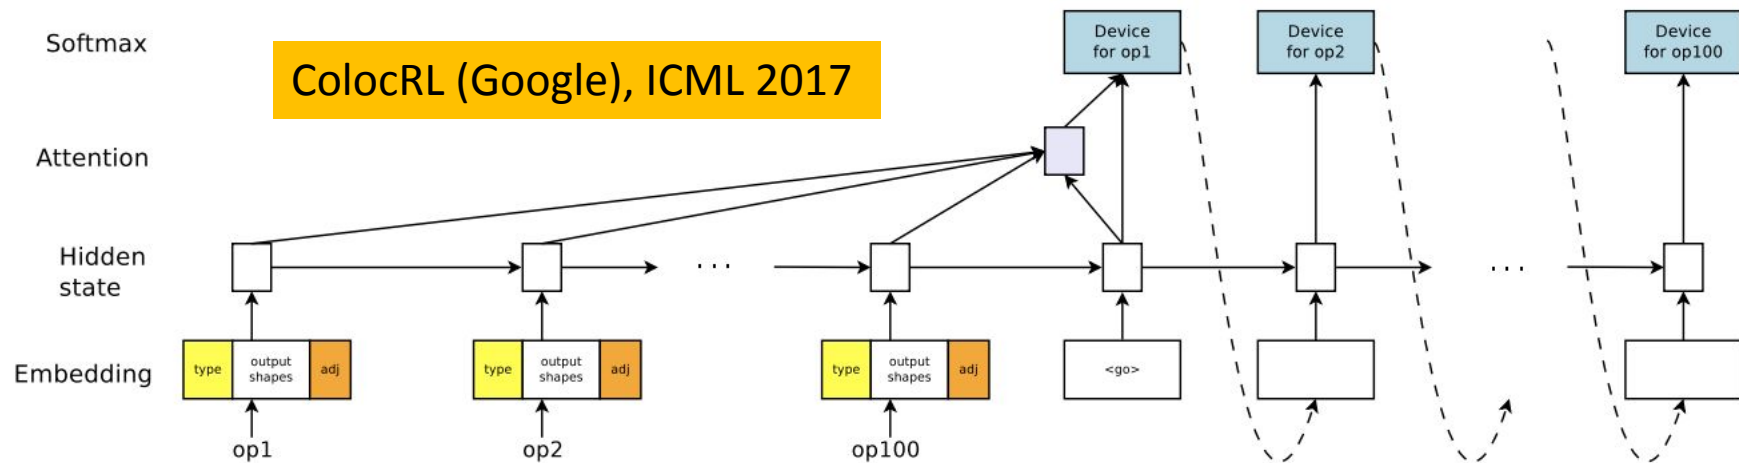 Softmax
ColocRL (Google), ICML 2017
Device
for op1
Device
for op2
Device
for op100
Attention
Hidden
state
. . .
. . .
Embedding
type
output
shapes
adj
type
output
shapes
adj
type
output
shapes
adj
<go>
op1
op2
op100